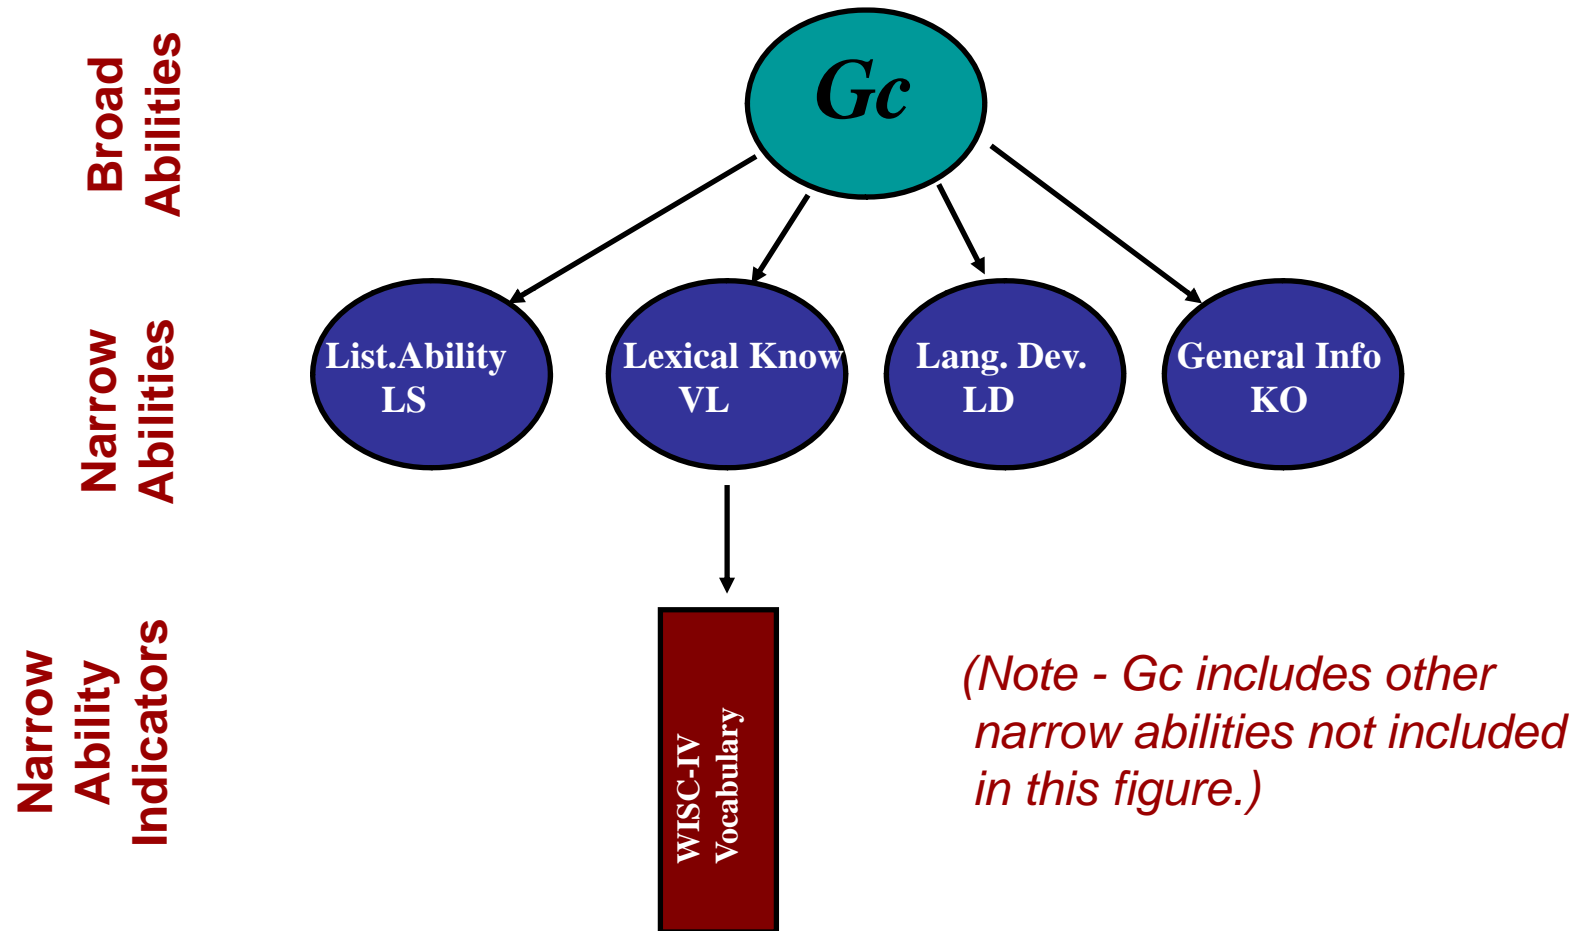 Broad
Abilities
Gc
Narrow
Abilities
List.Ability
LS
Lexical Know
VL
Lang. Dev.
LD
General Info
KO
Narrow
Ability
Indicators
WISC-IV
Vocabulary
(Note - Gc includes other
narrow abilities not included
in this figure.)